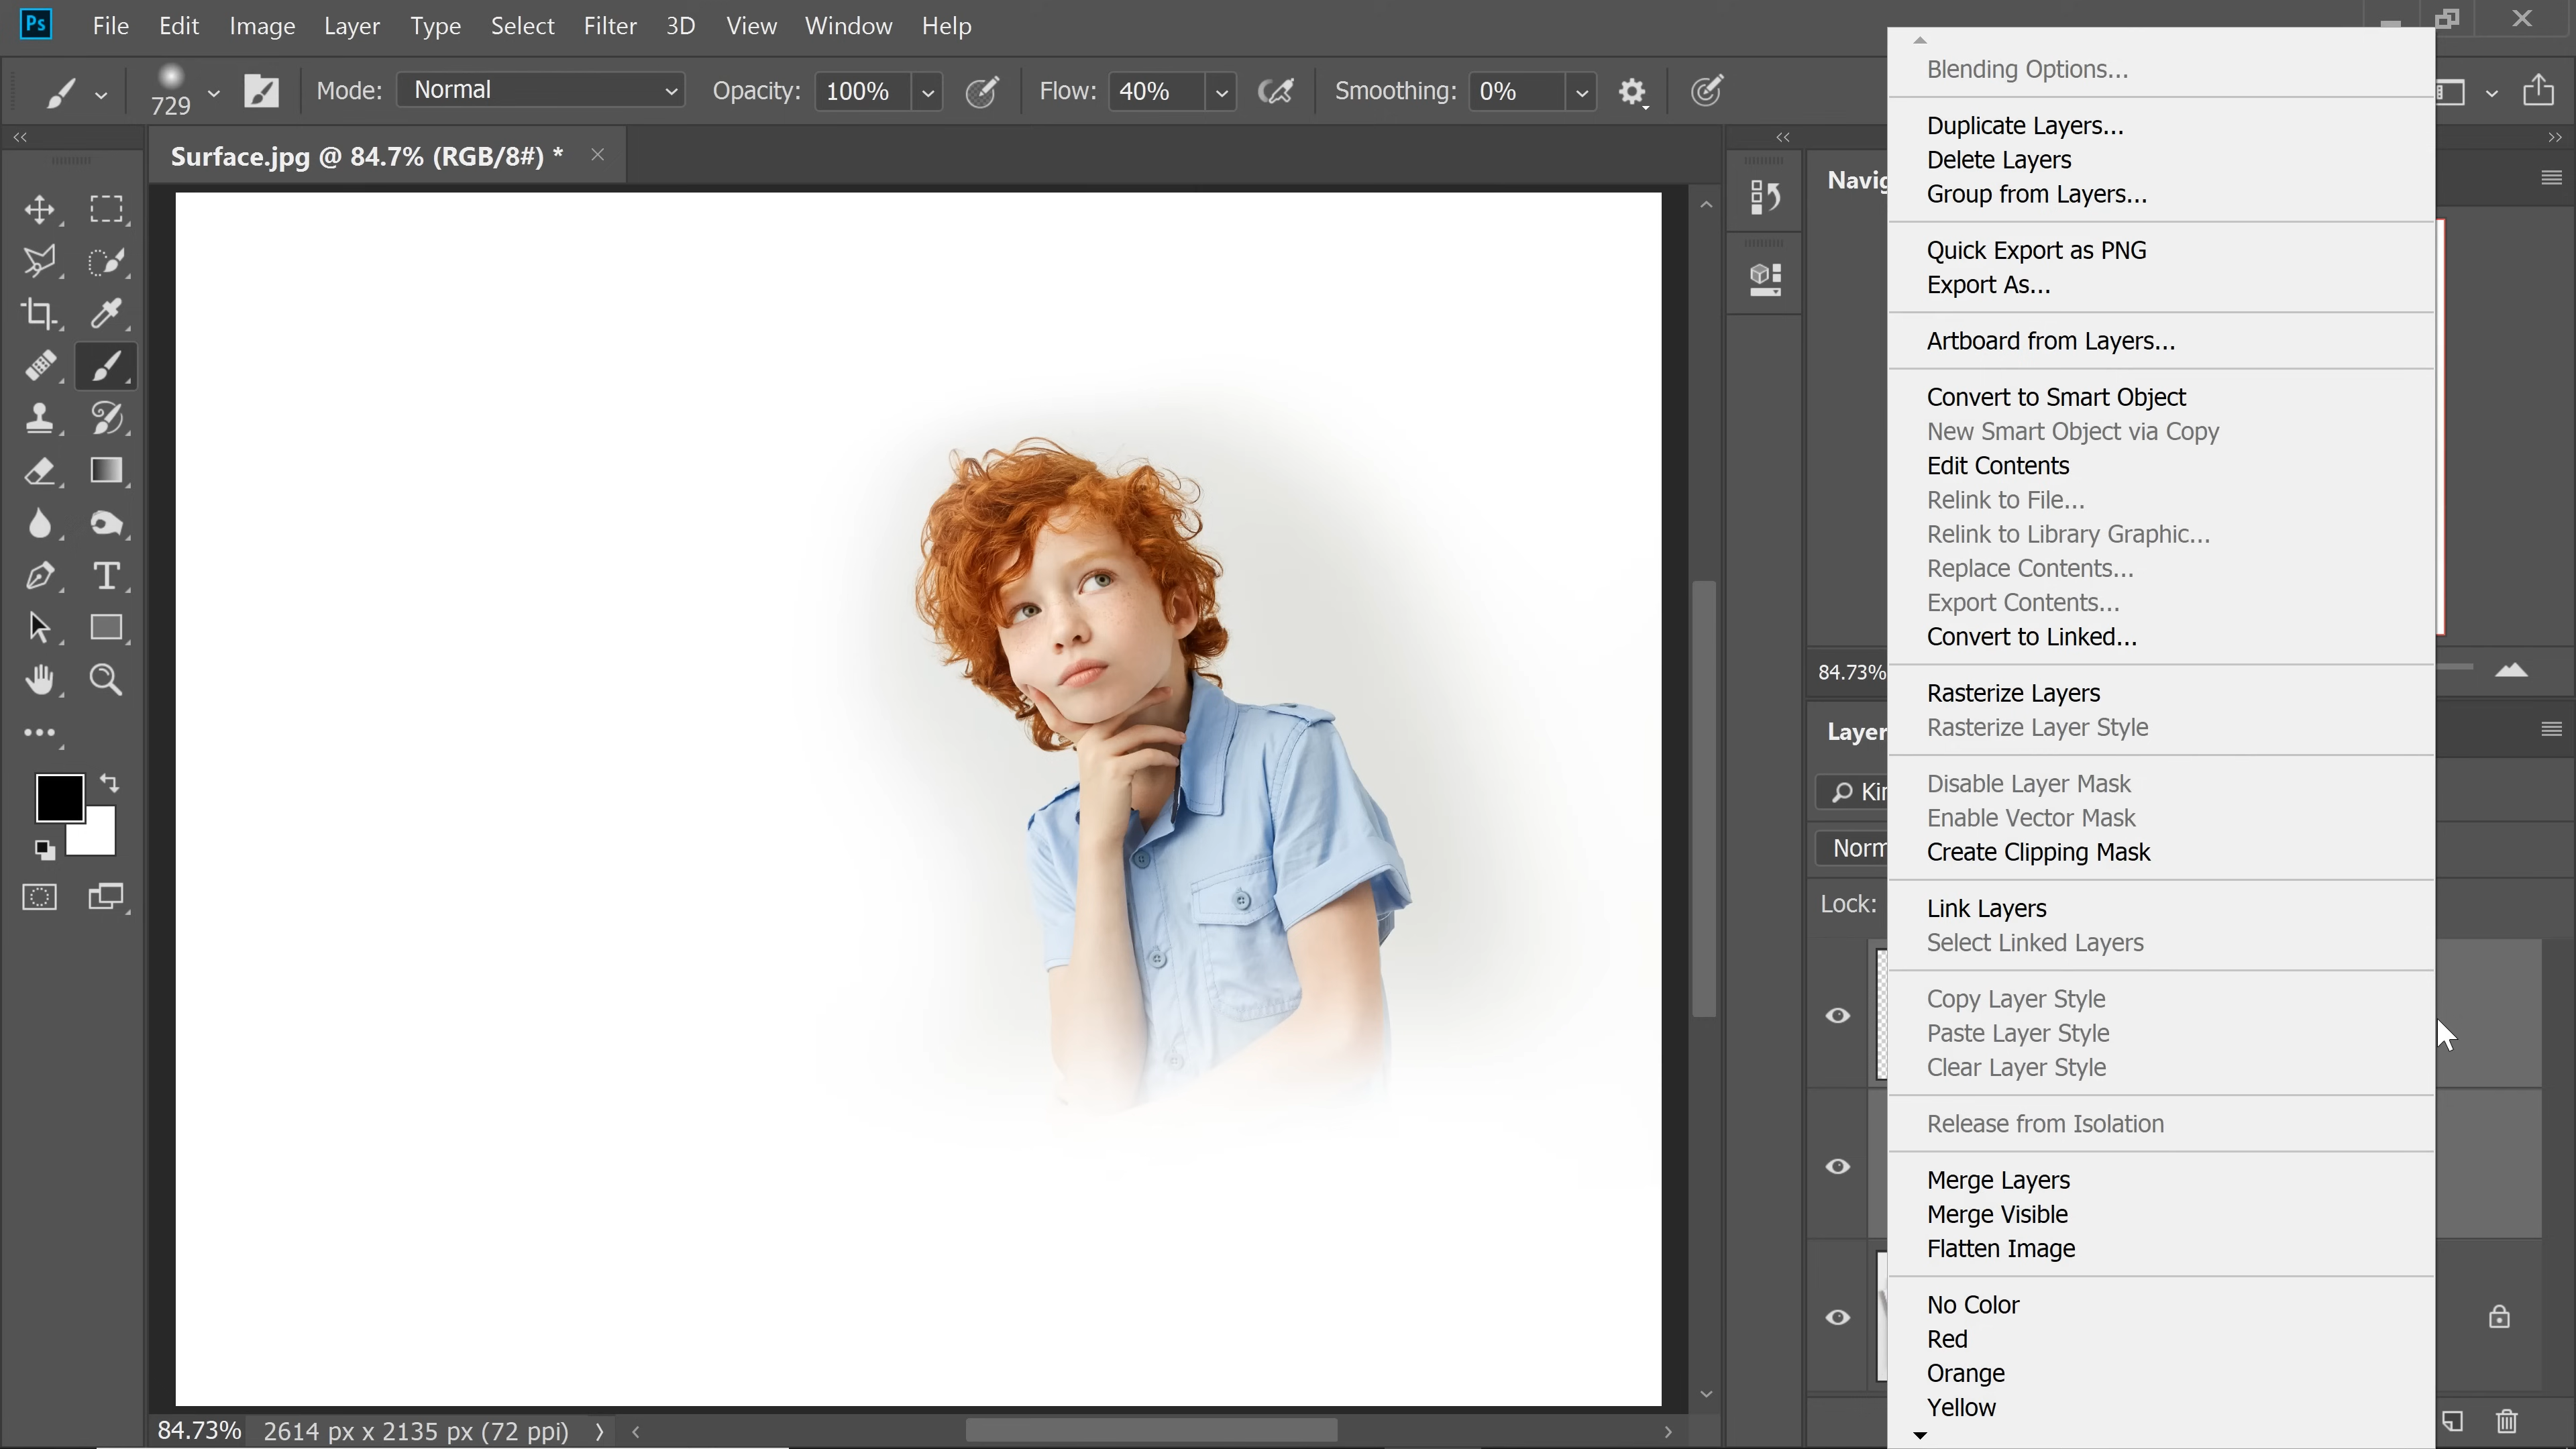 Ps
File Edit Image Layer Type Select Filter 3D View Window Help
729 Mode: Normal Opacity: 100% Flow: 40% Smoothing: 0%
Surface.jpg @ 84.7% (RGB/8#) *
84.73% 2614 px x 2135 px (72 ppi)
Navig
84.73%
Layer
Kin
Norm
Lock:
Blending Options...
Duplicate Layers...
Delete Layers
Group from Layers...
Quick Export as PNG
Export As...
Artboard from Layers...
Convert to Smart Object
New Smart Object via Copy
Edit Contents
Relink to File...
Relink to Library Graphic...
Replace Contents...
Export Contents...
Convert to Linked...
Rasterize Layers
Rasterize Layer Style
Disable Layer Mask
Enable Vector Mask
Create Clipping Mask
Link Layers
Select Linked Layers
Copy Layer Style
Paste Layer Style
Clear Layer Style
Release from Isolation
Merge Layers
Merge Visible
Flatten Image
No Color
Red
Orange
Yellow